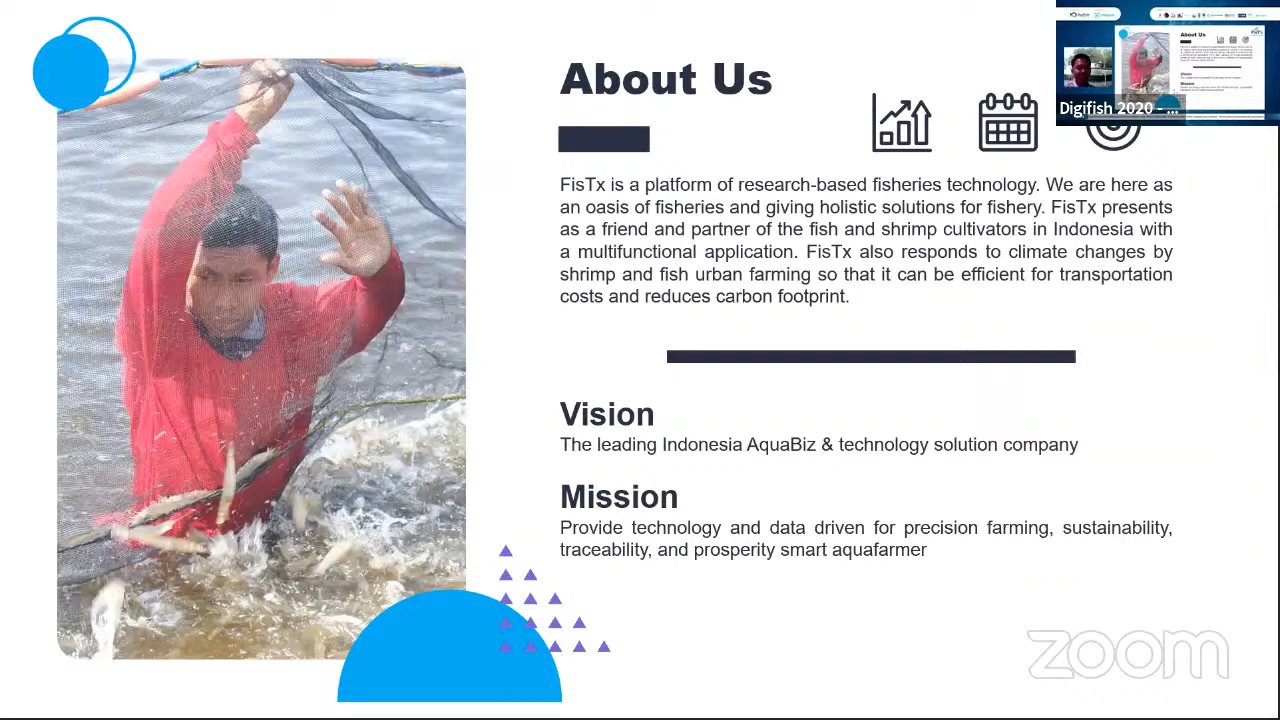 About Us
FisTx is a platform of research-based fisheries technology. We are here as
an oasis of fisheries and giving holistic solutions for fishery. FisTx presents
as a friend and partner of the fish and shrimp cultivators in Indonesia with
a multifunctional application. FisTx also responds to climate changes by
shrimp and fish urban farming so that it can be efficient for transportation
costs and reduces carbon footprint.
Vision
The leading Indonesia AquaBiz & technology solution company
Mission
Provide technology and data driven for precision farming, sustainability,
traceability, and prosperity smart aquafarmer
About Us
Vision
Mission
Digifish 2020 - ...
zoom